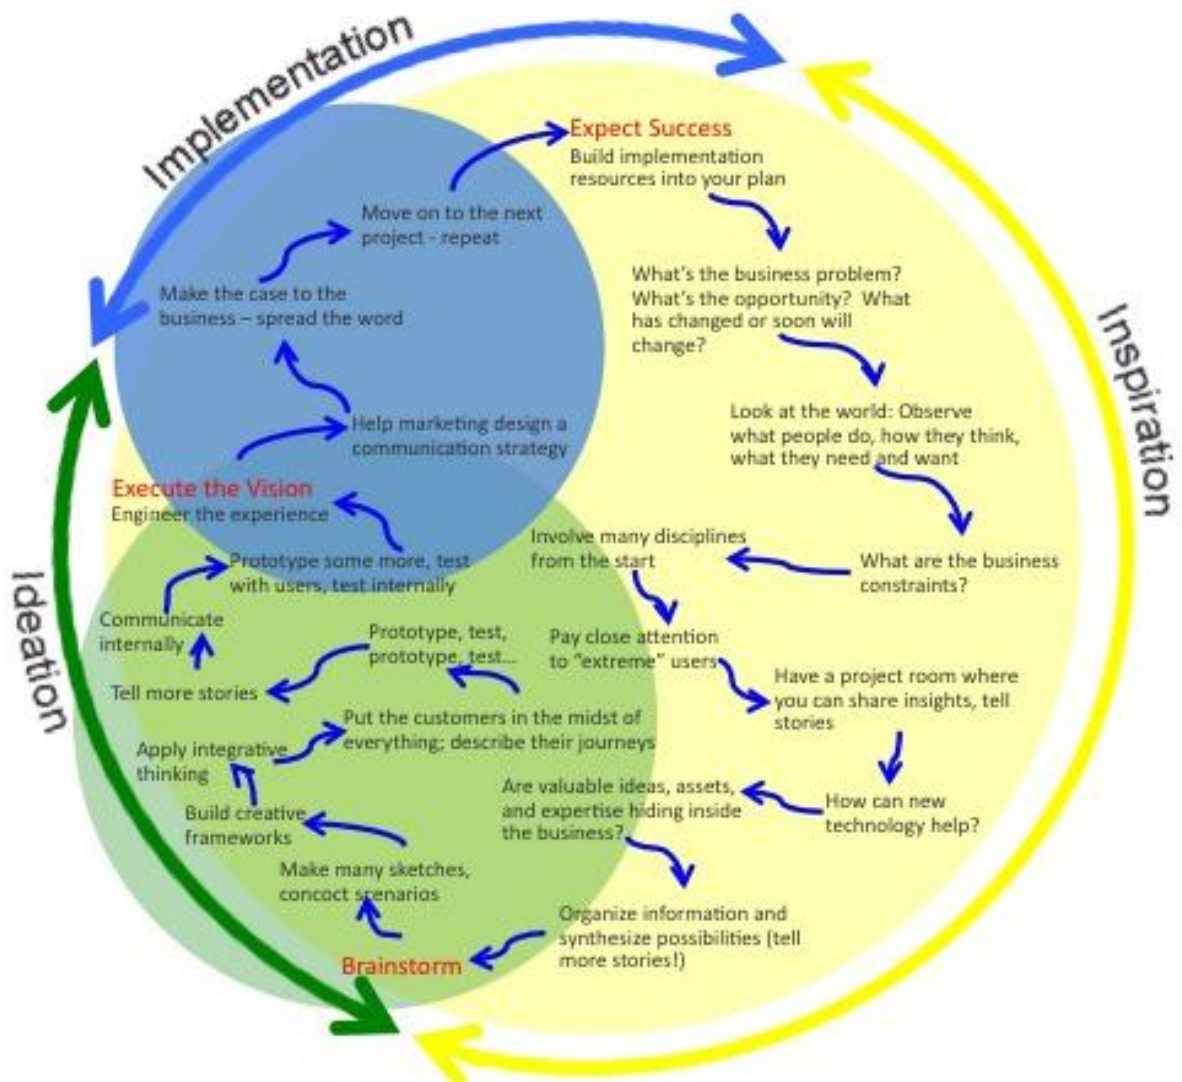 Implementation
Expect Success
Build implementation
resources into your plan
What's the business problem?
What's the opportunity? What
has changed or soon will
change?
Look at the world: Observe
what people do, how they think,
what they need and want
What are the business
constraints?
Involve many disciplines
from the start
Pay close attention
to "extreme" users
Have a project room where
you can share insights, tell
stories
How can new
technology help?
Are valuable ideas, assets,
and expertise hiding inside
the business?
Organize information and
synthesize possibilities (tell
more stories!)
Inspiration
Brainstorm
Make many sketches,
concoct scenarios
Build creative
frameworks
Apply integrative
thinking
Put the customers in the midst of
everything; describe their journeys
Prototype, test,
prototype, test...
Tell more stories
Communicate
internally
Prototype some more, test
with users, test internally
Ideation
Execute the Vision
Engineer the experience
Help marketing design a
communication strategy
Make the case to the
business – spread the word
Move on to the next
project - repeat